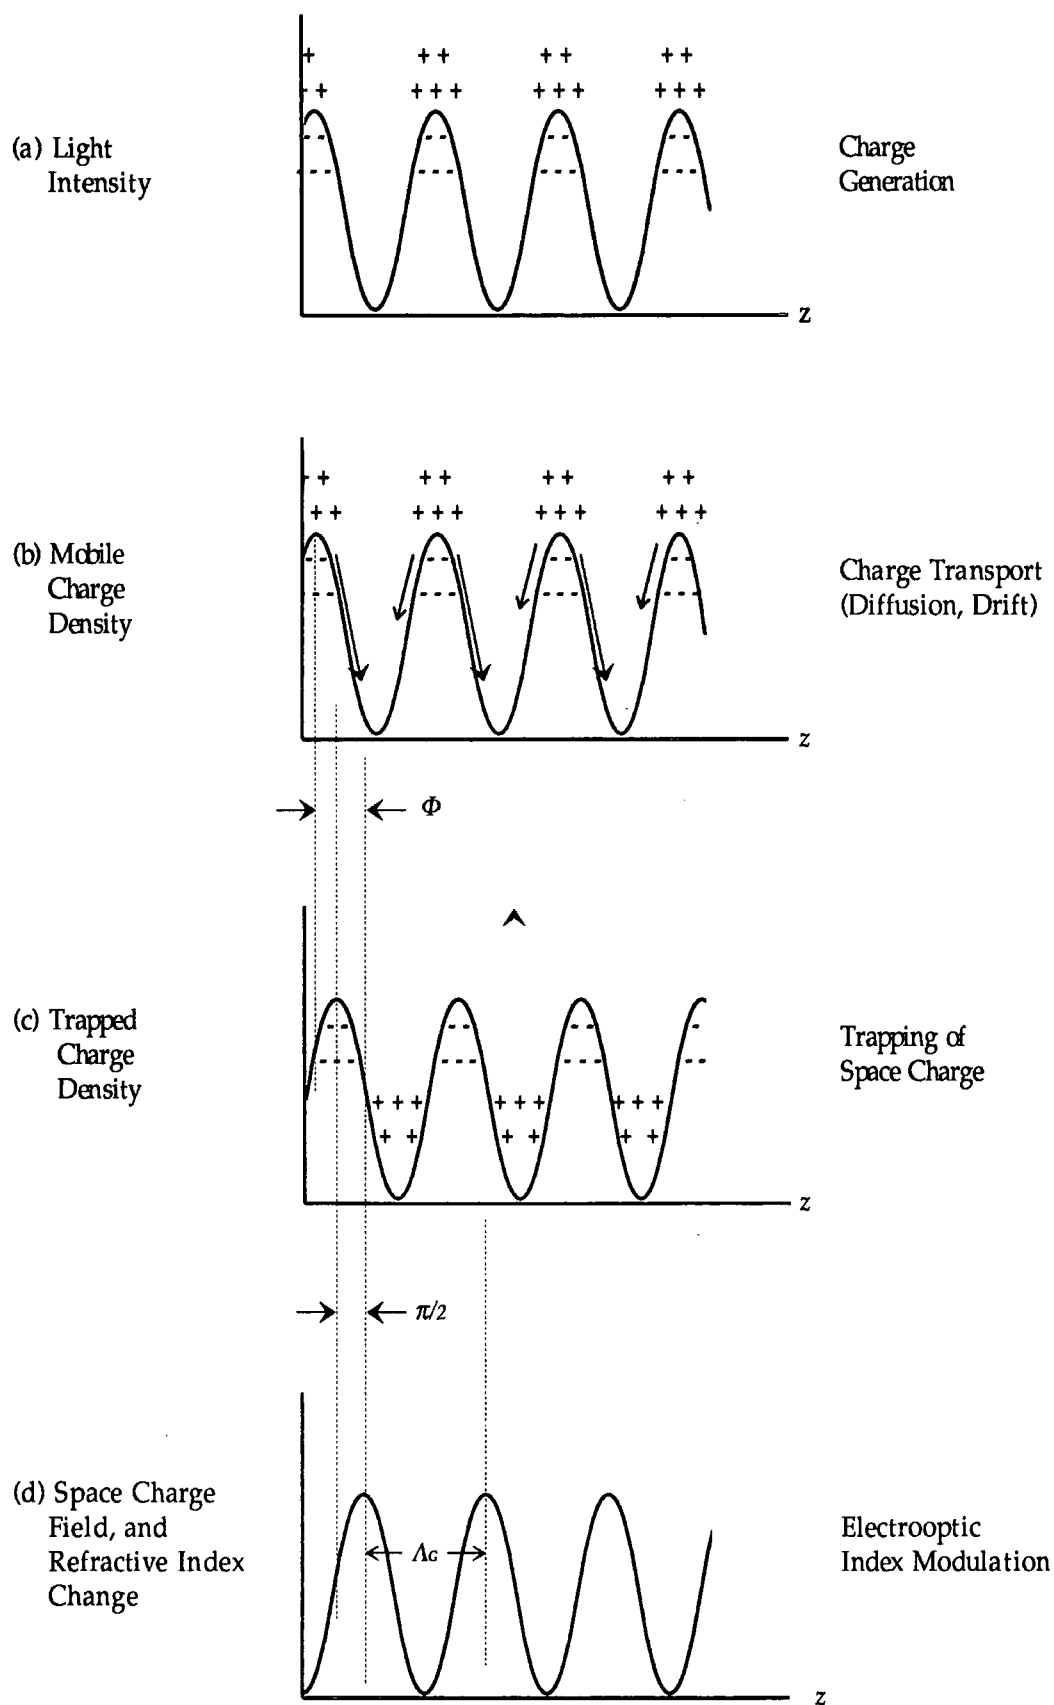 + ++ ++ ++
++ +++ +++ +++
(a) Light
Intensity
-- -- -- --
--- --- --- ---
Charge
Generation
z
++ ++ ++ ++
++ +++ +++ +++
(b) Mobile
Charge
Density
-- -- -- --
--- --- --- ---
Charge Transport
(Diffusion, Drift)
z
Φ
(c) Trapped
Charge
Density
-- -- -- --
--- --- --- ---
+++ +++ +++
++ ++ ++
Trapping of
Space Charge
z
π/2
(d) Space Charge
Field, and
Refractive Index
Change
ΛG
Electrooptic
Index Modulation
z